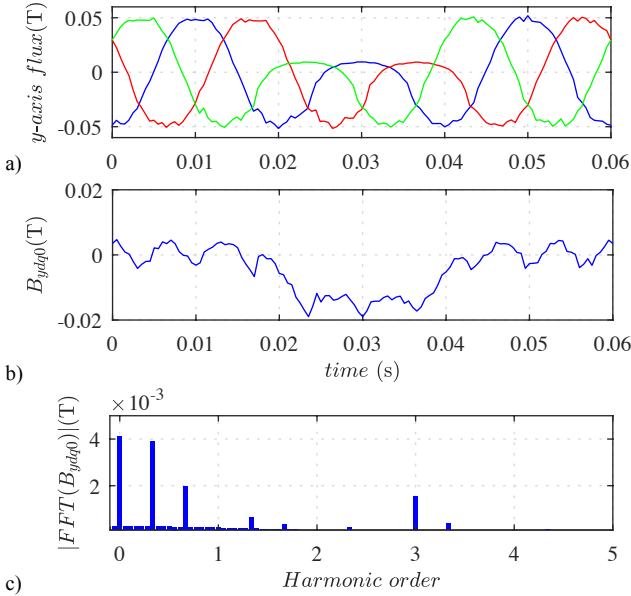 y-axis flux(T)
0.05
0
-0.05
0 0.01 0.02 0.03 0.04 0.05 0.06
a)
B_ydq0(T)
0.02
0
-0.02
0 0.01 0.02 0.03 0.04 0.05 0.06
time (s)
b)
|FFT(B_ydq0)|(T)
×10^-3
4
2
0 1 2 3 4 5
Harmonic order
c)